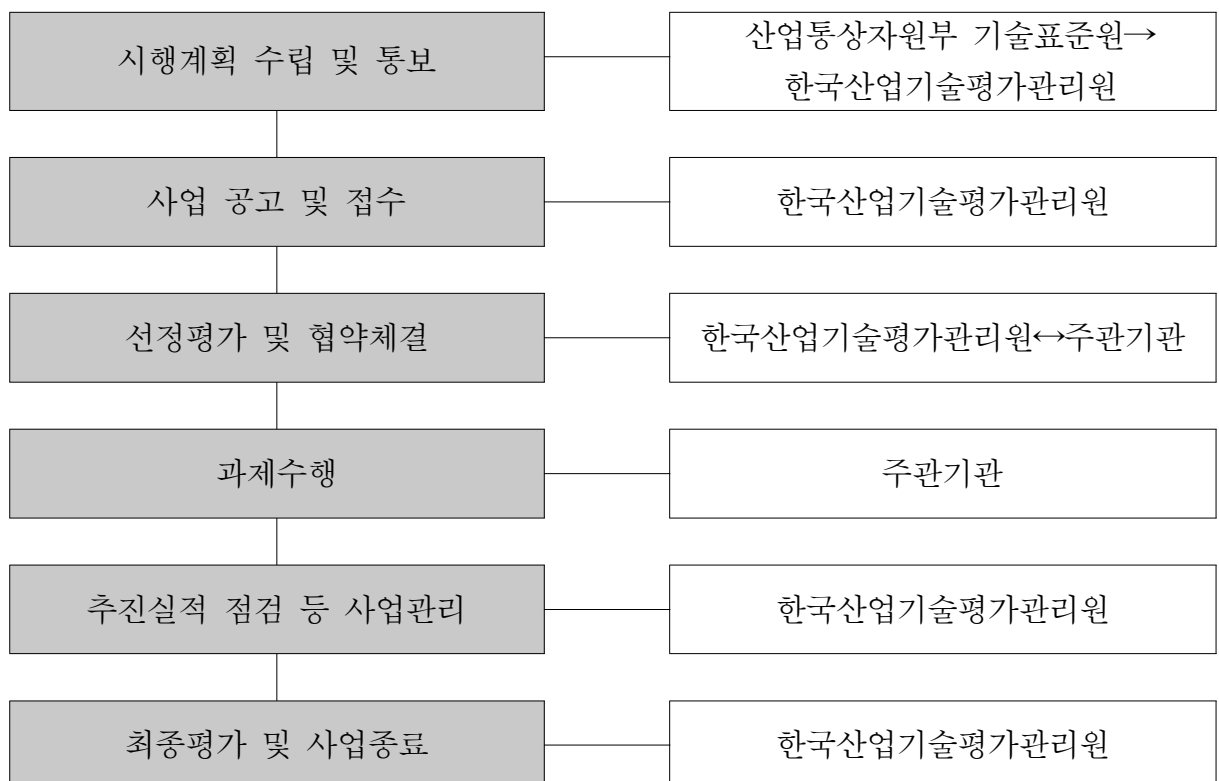 시행계획 수립 및 통보
산업통상자원부 기술표준원→
한국산업기술평가관리원
사업 공고 및 접수
한국산업기술평가관리원
선정평가 및 협약체결
한국산업기술평가관리원↔주관기관
과제수행
주관기관
추진실적 점검 등 사업관리
한국산업기술평가관리원
최종평가 및 사업종료
한국산업기술평가관리원